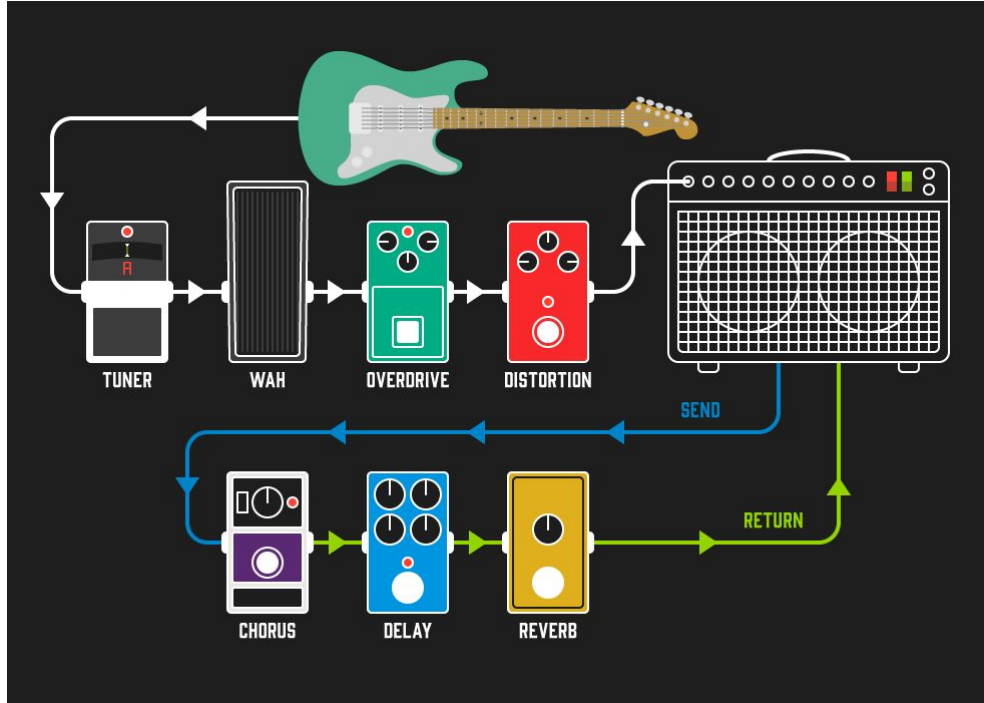 A
TUNER
WAH
OVERDRIVE
DISTORTION
SEND
RETURN
CHORUS
DELAY
REVERB